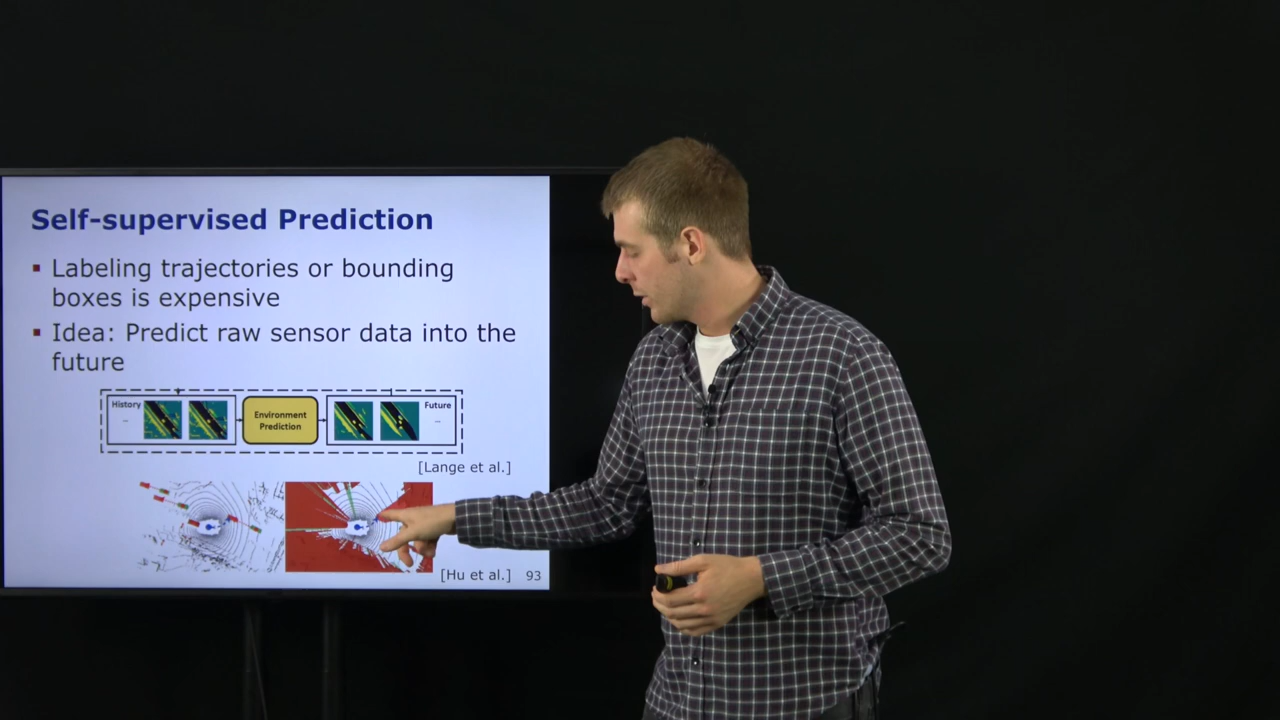 Self-supervised Prediction
Labeling trajectories or bounding
boxes is expensive
Idea: Predict raw sensor data into the
future
History
...
Environment
Prediction
Future
...
[Lange et al.]
[Hu et al.]
93